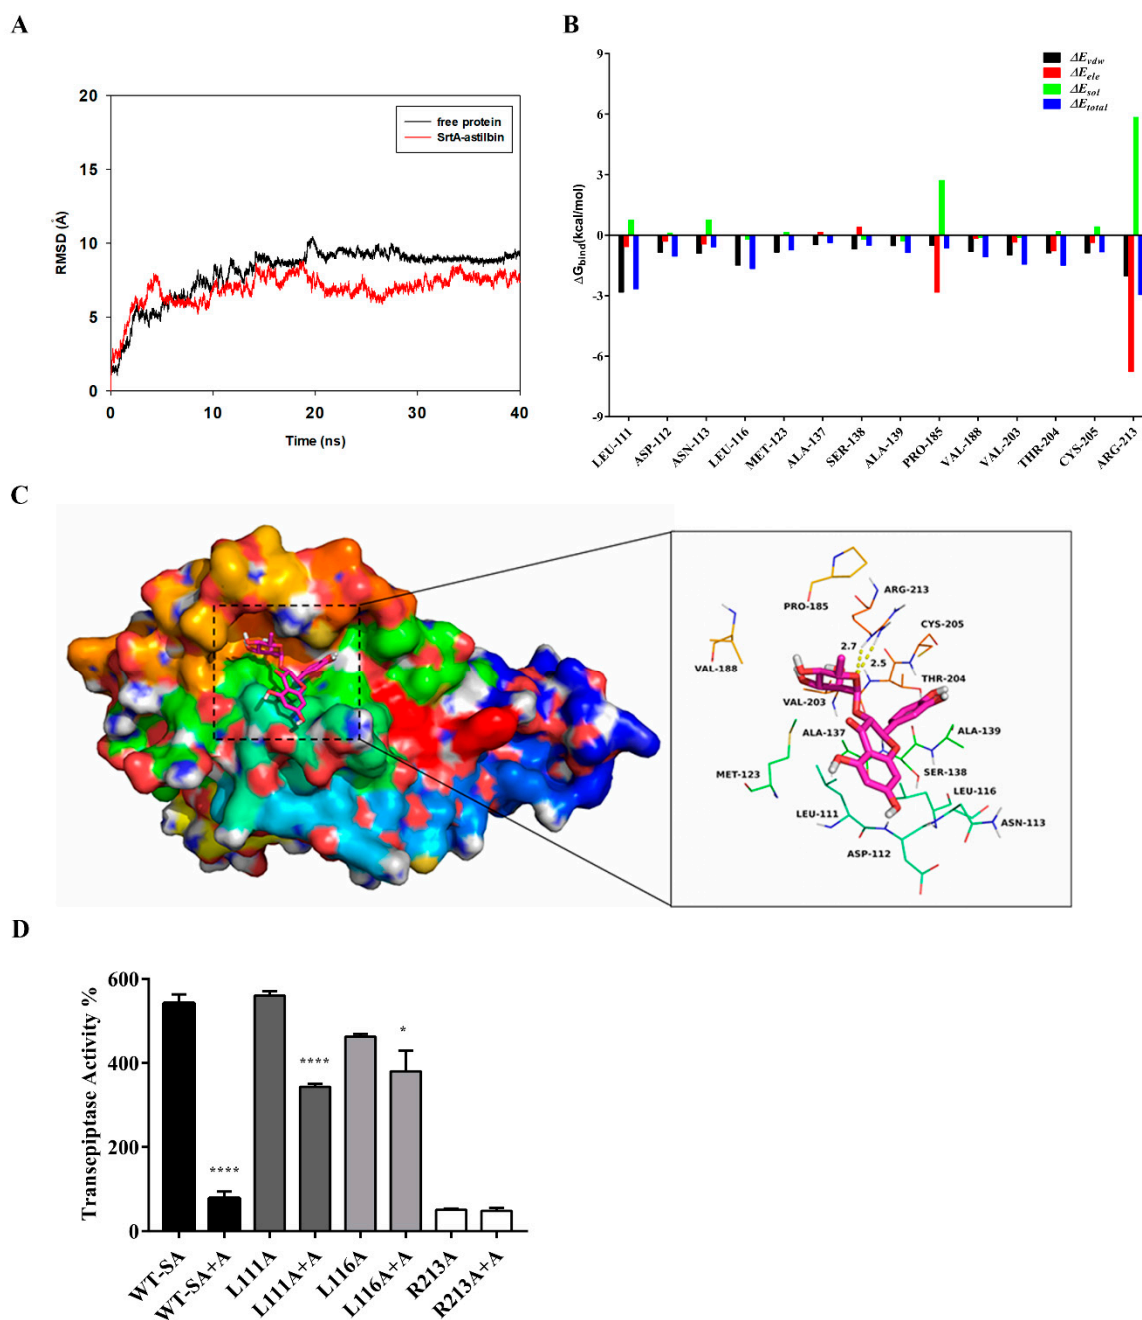 A
B
20
15
10
5
0
RMSD (Å)
free protein
SrtA-astilbin
0
10
20
30
40
Time (ns)
9
6
3
0
-3
-6
-9
ΔGbind(kcal/mol)
ΔEvdw
ΔEele
ΔEsol
ΔEtotal
LEU-111
ASP-112
ASN-113
LEU-116
MET-123
ALA-137
SER-138
ALA-139
PRO-185
VAL-188
VAL-203
THR-204
CYS-205
ARG-213
C
PRO-185
ARG-213
CYS-205
2.7
2.5
VAL-188
THR-204
VAL-203
ALA-137
ALA-139
SER-138
MET-123
LEU-116
LEU-111
ASN-113
ASP-112
D
600
400
200
0
Transepiptase Activity %
****
****
*
WT-SA
WT-SA+A
L111A
L111A+A
L116A
L116A+A
R213A
R213A+A